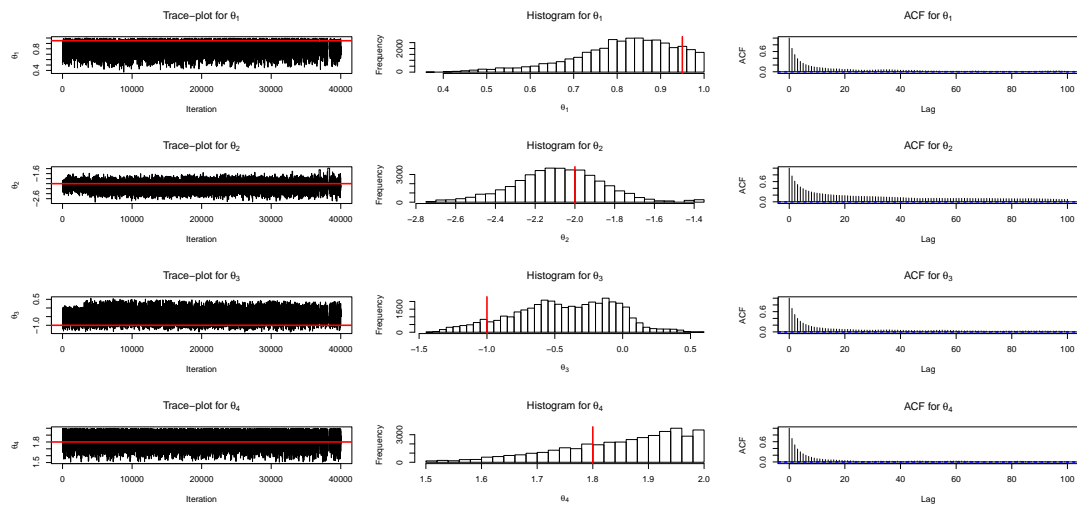 Trace−plot for θ1
Histogram for θ1
ACF for θ1
θ1
0.4 0.8
0 10000 20000 30000 40000
Iteration
Frequency
0 2000
0.4 0.5 0.6 0.7 0.8 0.9 1.0
θ1
ACF
0.0 0.6
0 20 40 60 80 100
Lag
Trace−plot for θ2
Histogram for θ2
ACF for θ2
θ2
−2.6 −1.6
0 10000 20000 30000 40000
Iteration
Frequency
0 3000
−2.8 −2.6 −2.4 −2.2 −2.0 −1.8 −1.6 −1.4
θ2
ACF
0.0 0.6
0 20 40 60 80 100
Lag
Trace−plot for θ3
Histogram for θ3
ACF for θ3
θ3
−1.0 0.5
0 10000 20000 30000 40000
Iteration
Frequency
0 1500
−1.5 −1.0 −0.5 0.0 0.5
θ3
ACF
0.0 0.6
0 20 40 60 80 100
Lag
Trace−plot for θ4
Histogram for θ4
ACF for θ4
θ4
1.5 1.8
0 10000 20000 30000 40000
Iteration
Frequency
0 3000
1.5 1.6 1.7 1.8 1.9 2.0
θ4
ACF
0.0 0.6
0 20 40 60 80 100
Lag